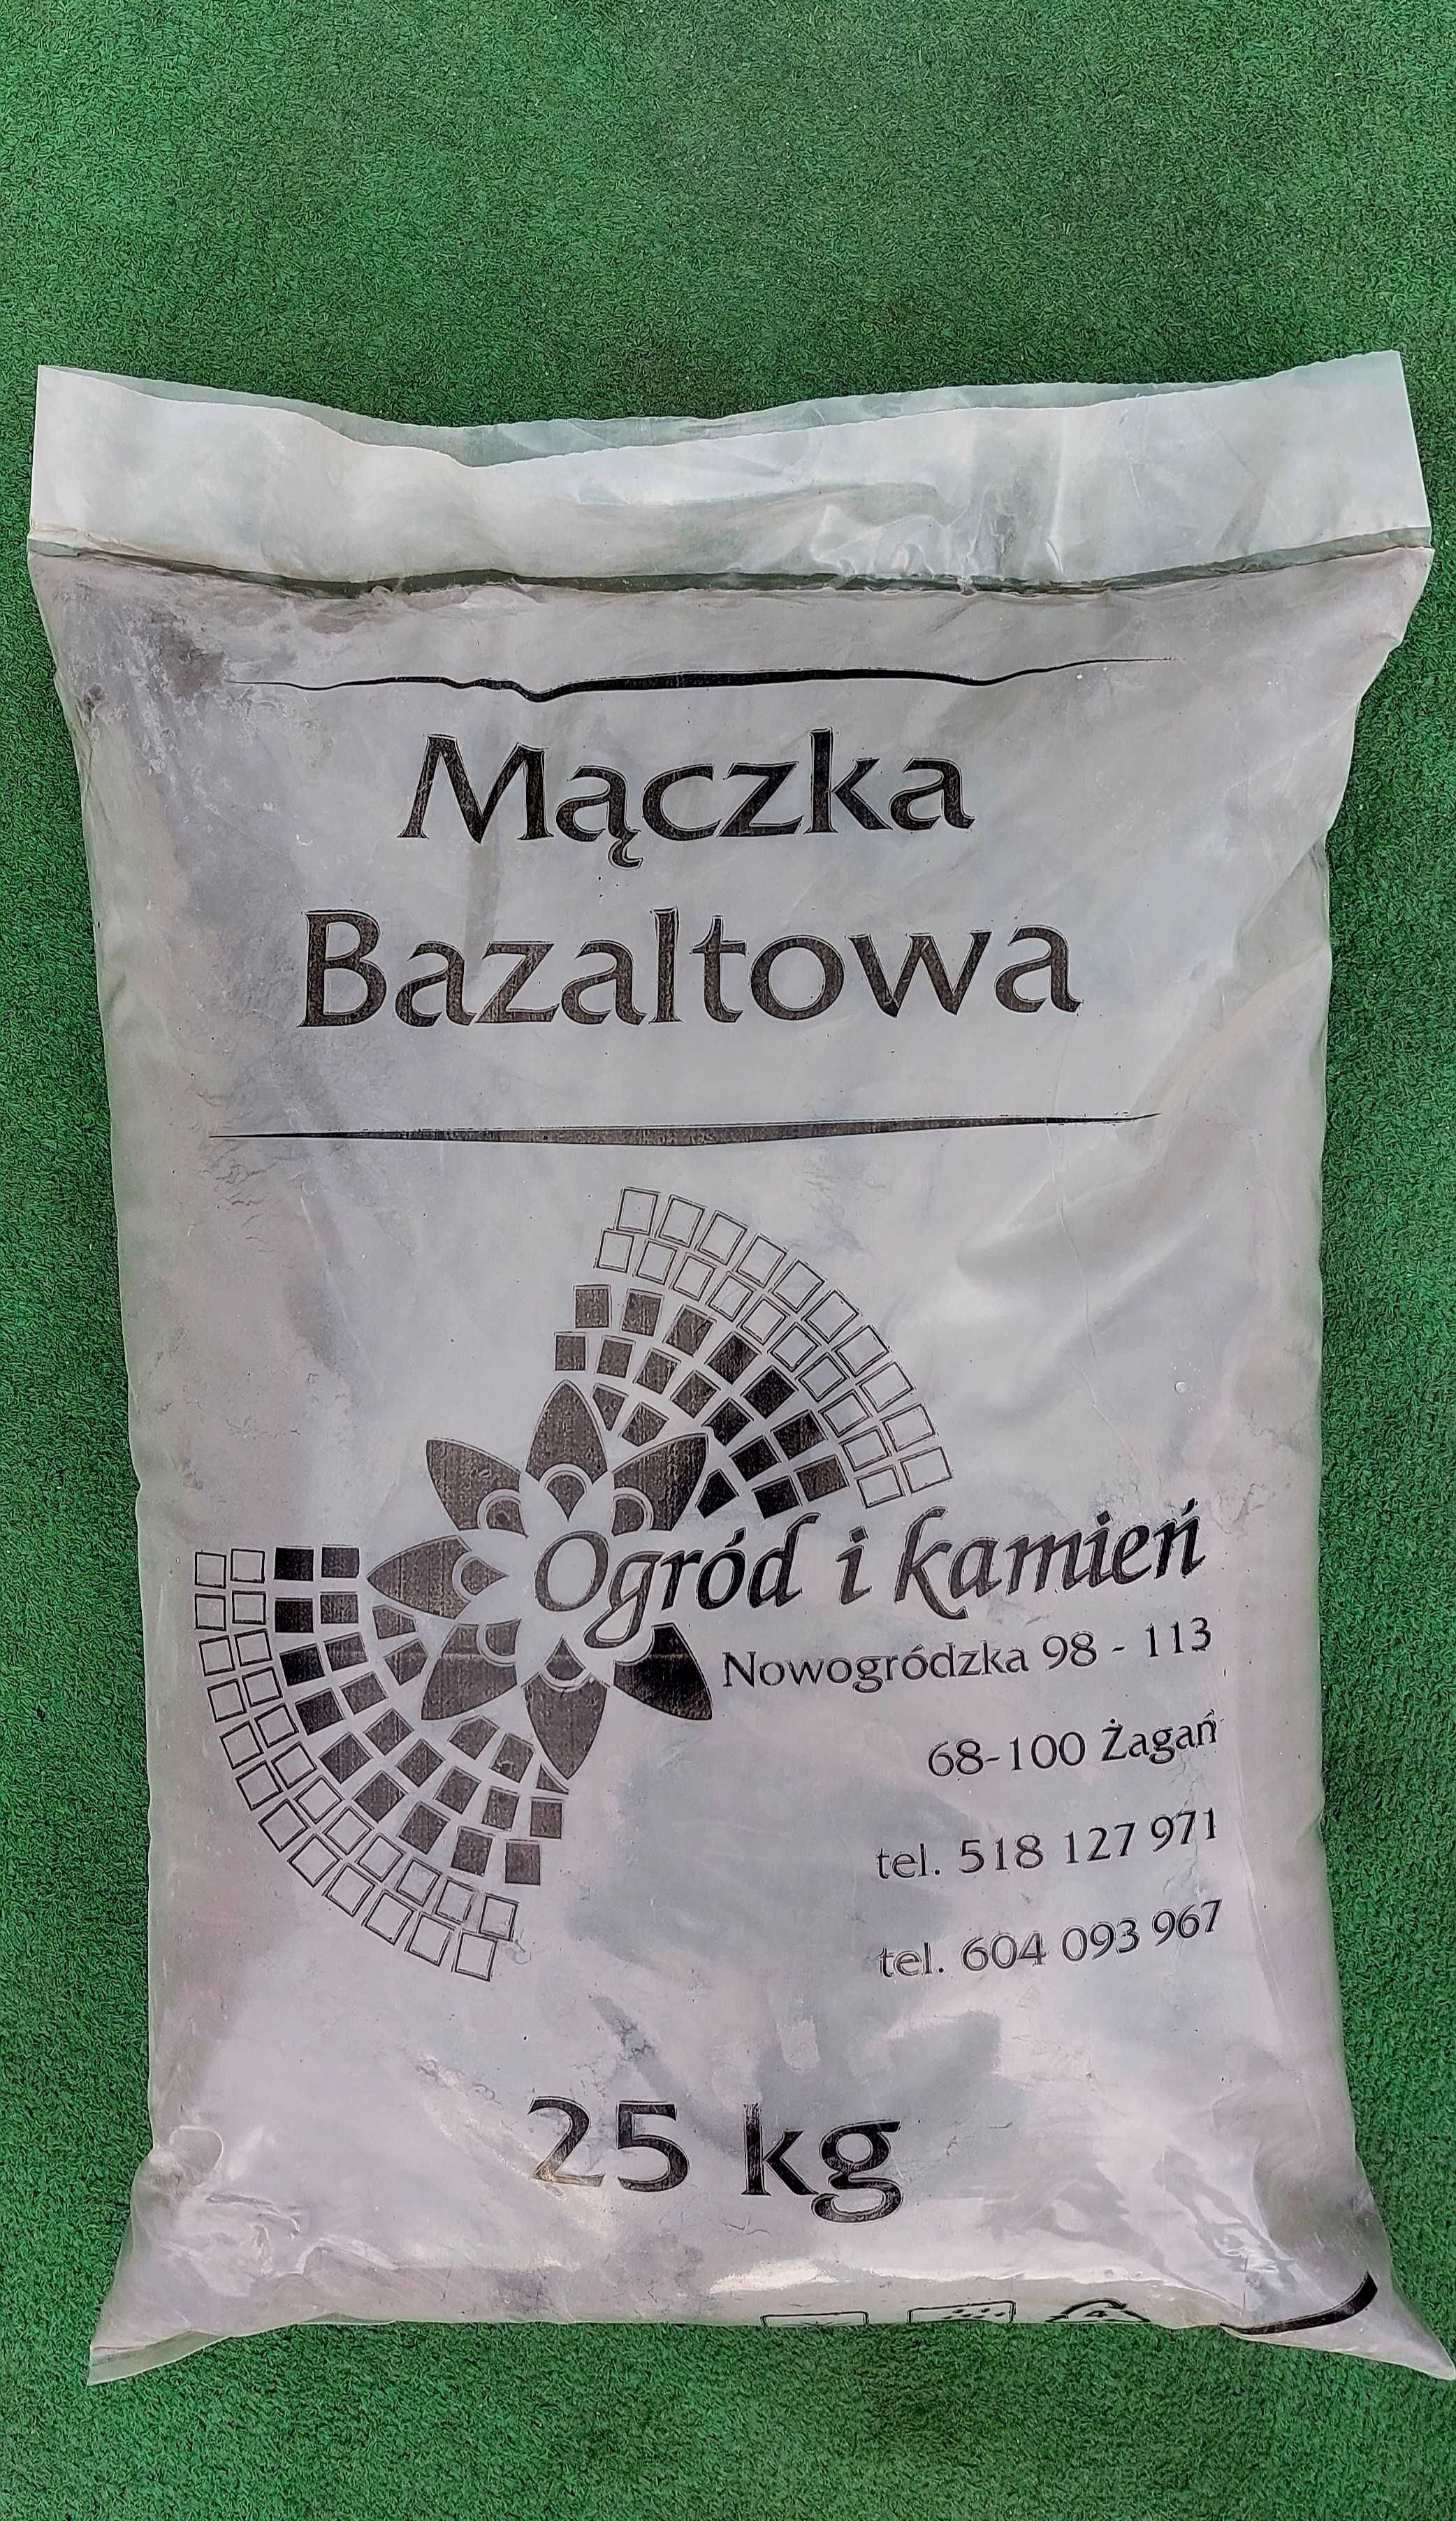 Mączka
Bazaltowa
Ogród i kamień
Nowogródzka 98 - 113
68-100 Żagań
tel. 518 127 971
tel. 604 093 967
25 kg
4